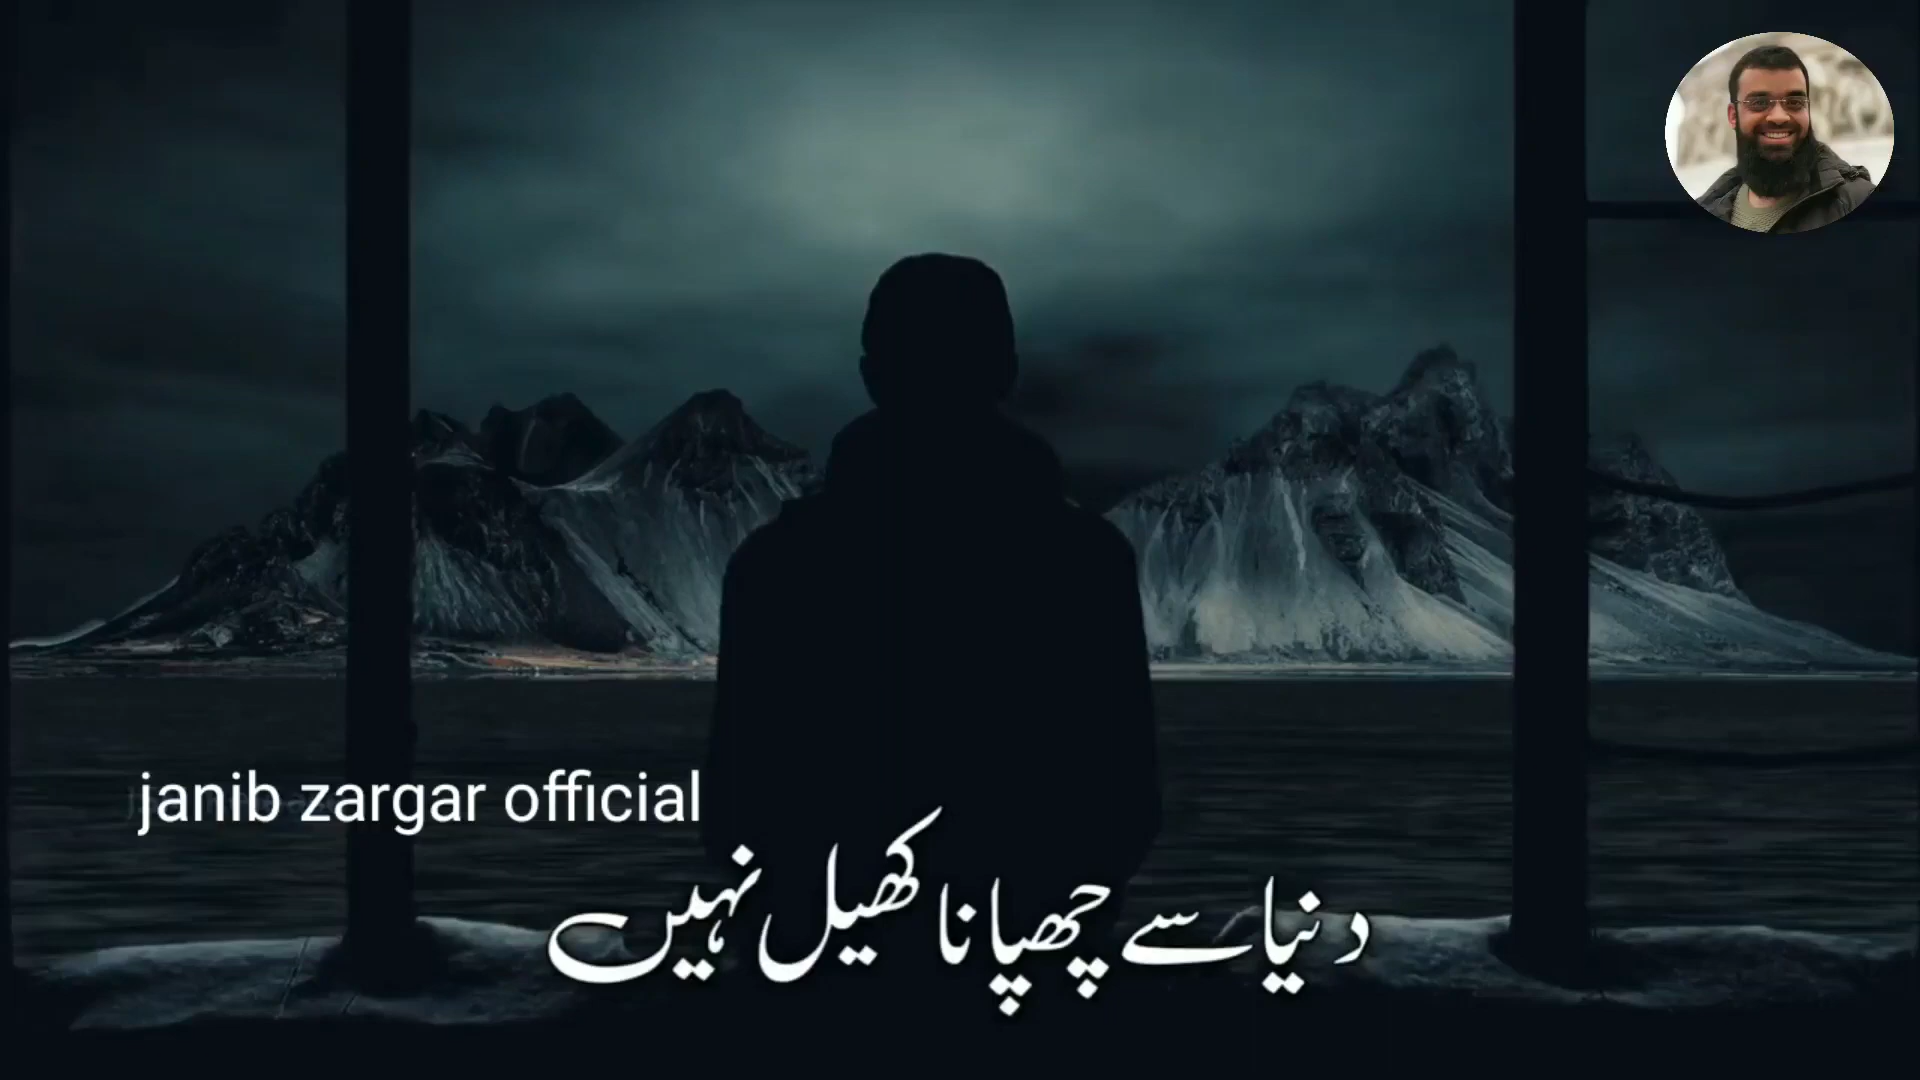 janib zargar official
دنیا سے چھپانا کھیل نہیں